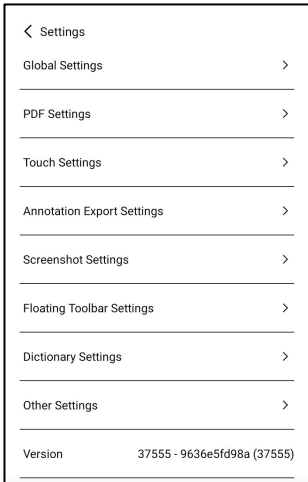 Settings
Global Settings
PDF Settings
Touch Settings
Annotation Export Settings
Screenshot Settings
Floating Toolbar Settings
Dictionary Settings
Other Settings
Version 37555 - 9636e5fd98a (37555)